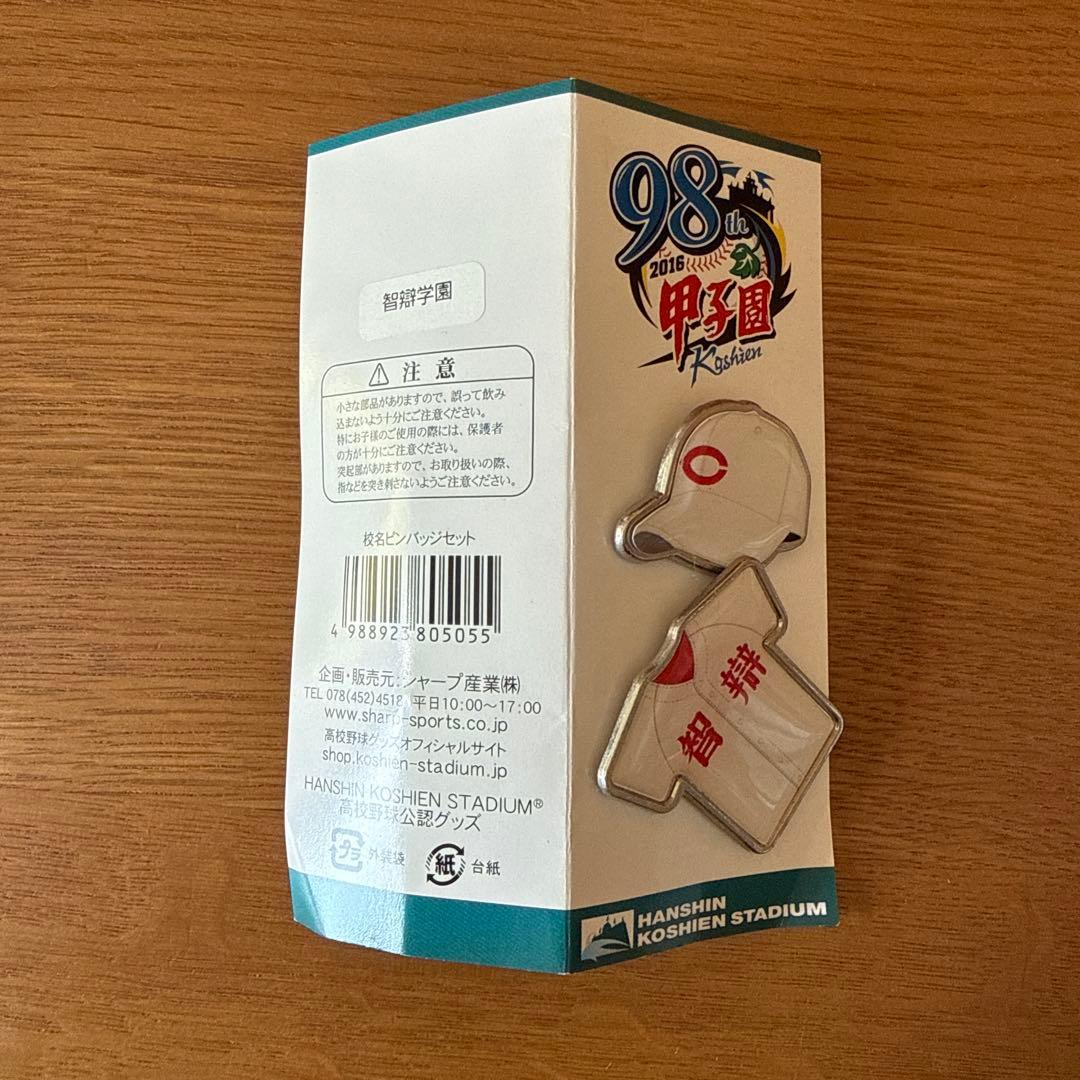 智辯学園
注意
小さな部品がありますので、誤って飲み
込まないよう十分にご注意ください。
特にお子様のご使用の際には、保護者
の方が十分にご注意ください。
突起部がありますので、お取り扱いの際、
指などを突き刺さないようご注意ください。
校名ピンバッジセット
4 988923 805055
企画・販売元:シャープ産業㈱
TEL 078(452)4518 平日10:00〜17:00
www.sharp-sports.co.jp
高校野球グッズオフィシャルサイト
shop.koshien-stadium.jp
HANSHIN KOSHIEN STADIUM®
高校野球公認グッズ
プラ 外装袋
紙 台紙
98th
2016
甲子園
Koshien
C
智辯
HANSHIN
KOSHIEN STADIUM